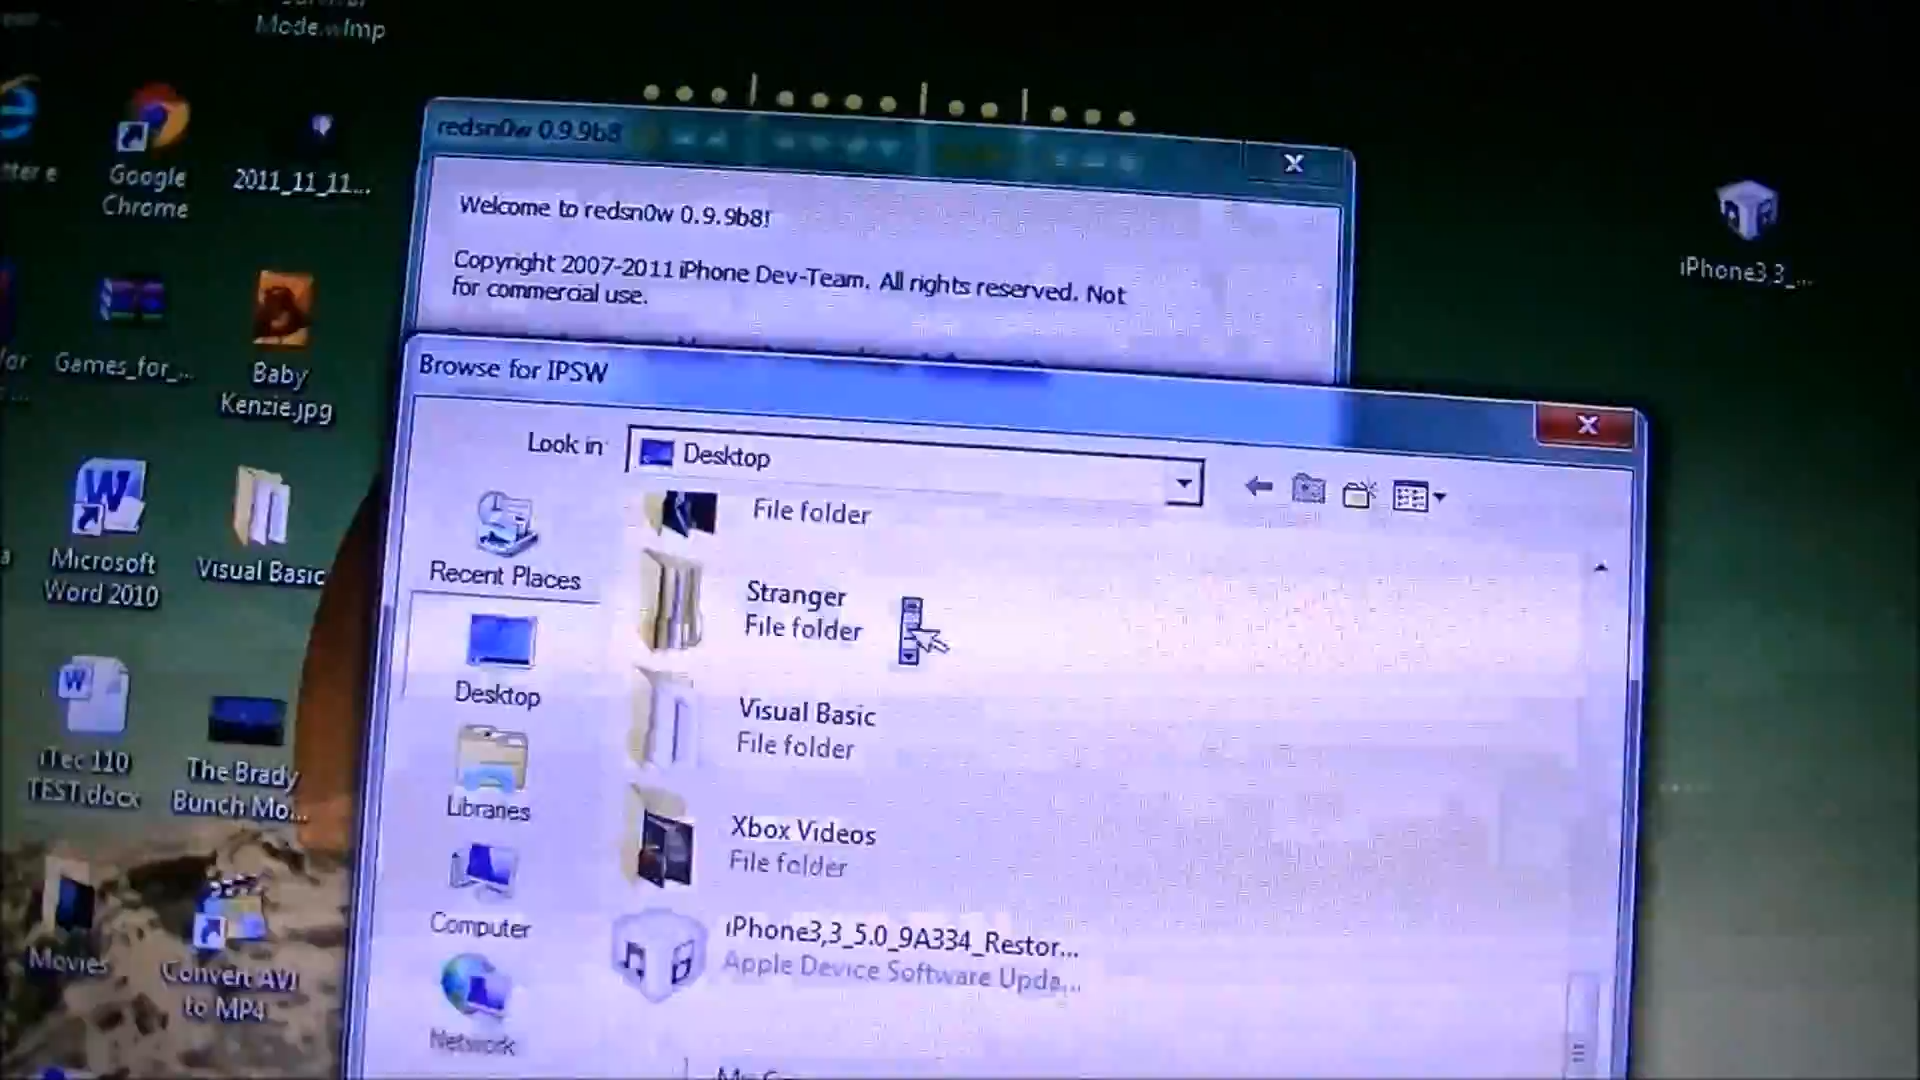 Mode.wlmp
Google
Chrome
2011_11_11...
Games_for_...
Baby
Kenzie.jpg
Microsoft
Word 2010
Visual Basic
iTec 110
TEST.docx
The Brady
Bunch Mo...
Movies
Convert AVI
to MP4
redsn0w 0.9.9b8
Welcome to redsn0w 0.9.9b8!
Copyright 2007-2011 iPhone Dev-Team. All rights reserved. Not
for commercial use.
iPhone3,3_...
Browse for IPSW
Look in:
Desktop
Recent Places
Desktop
Libraries
Computer
Network
File folder
Stranger
File folder
Visual Basic
File folder
Xbox Videos
File folder
iPhone3,3_5.0_9A334_Restor...
Apple Device Software Upda...